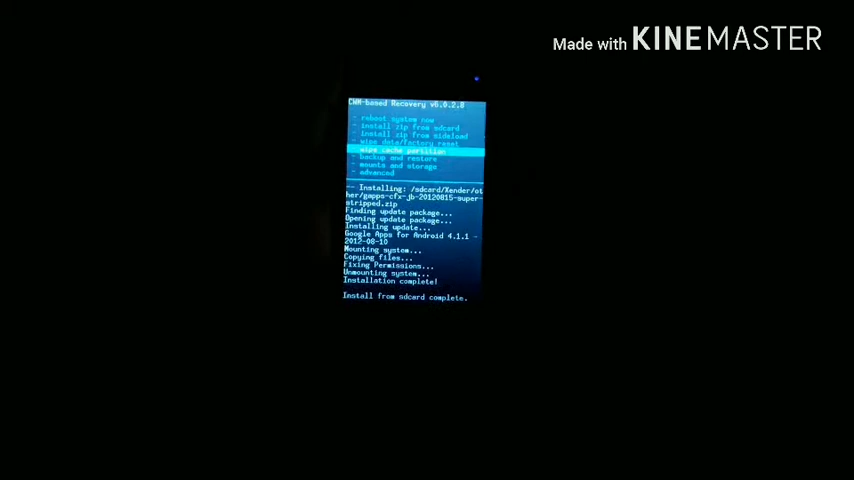 Made with KINEMASTER
CWM-based Recovery v6.0.2.8
- reboot system now
- install zip from sdcard
- install zip from sideload
- wipe data/factory reset
- wipe cache partition
- backup and restore
- mounts and storage
- advanced
-- Installing: /sdcard/Xender/ot
her/gapps-cfx-jb-20120815-super-
stripped.zip
Finding update package...
Opening update package...
Installing update...
Google Apps for Android 4.1.1 -
2012-08-10
Mounting system...
Copying files...
Fixing Permissions...
Unmounting system...
Installation complete!
Install from sdcard complete.